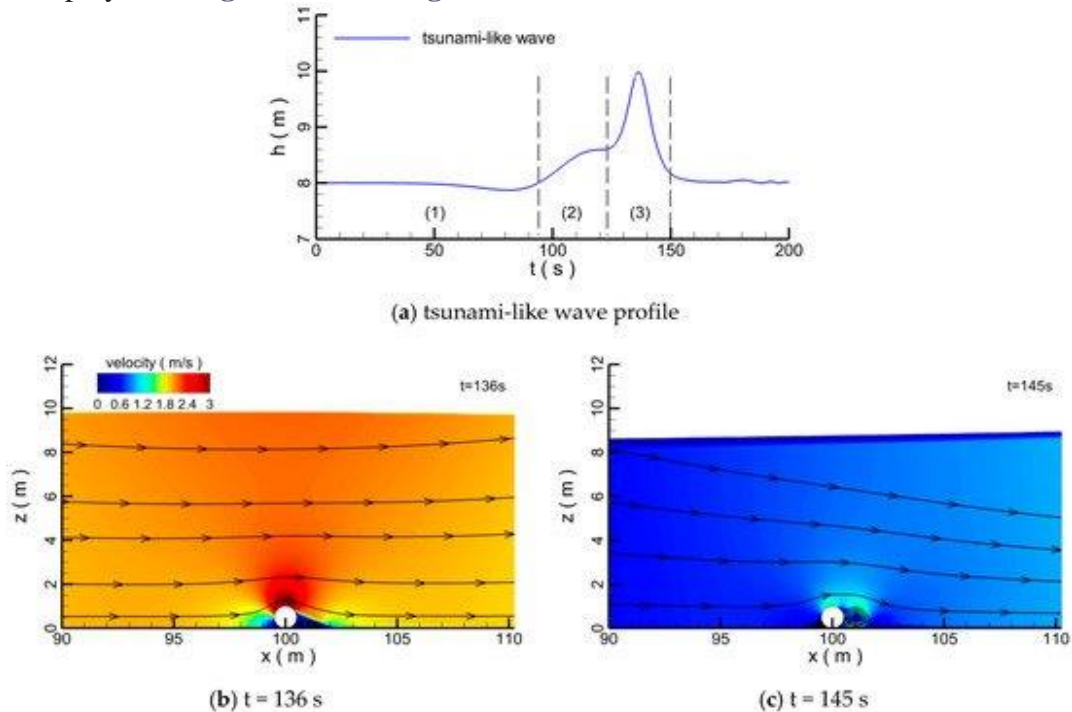 tsunami-like wave
11
10
9
8
7
h ( m )
(1)
(2)
(3)
0
50
100
150
200
t ( s )
(a) tsunami-like wave profile
velocity ( m/s )
0 0.6 1.2 1.8 2.4 3
t=136s
12
10
8
6
4
2
0
z ( m )
90 95 100 105 110
x ( m )
(b) t = 136 s
t=145s
12
10
8
6
4
2
0
z ( m )
90 95 100 105 110
x ( m )
(c) t = 145 s